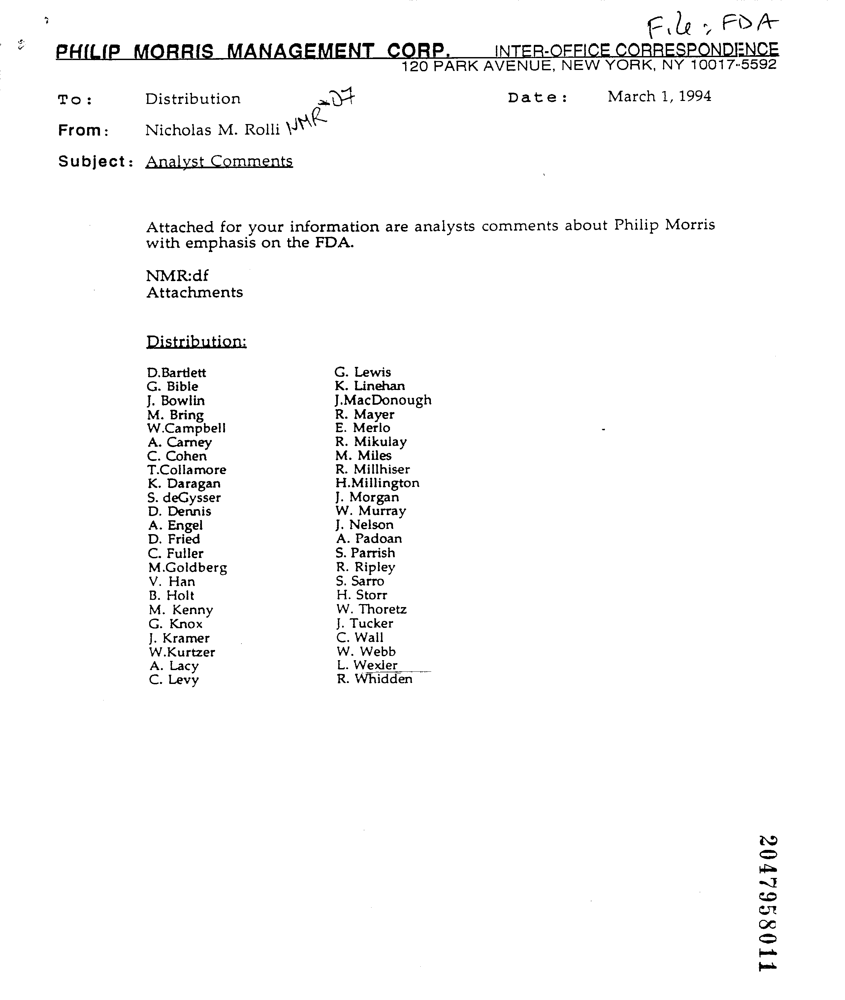 File: FDA
PHILIP MORRIS MANAGEMENT CORP. INTER-OFFICE CORRESPONDENCE
120 PARK AVENUE, NEW YORK, NY 10017-5592
To: Distribution Date: March 1, 1994
From: Nicholas M. Rolli NMR
Subject: Analyst Comments
Attached for your information are analysts comments about Philip Morris
with emphasis on the FDA.
NMR:df
Attachments
Distribution:
D.Bartlett
G. Bible
J. Bowlin
M. Bring
W.Campbell
A. Carney
C. Cohen
T.Collamore
K. Daragan
S. deGysser
D. Dennis
A. Engel
D. Fried
C. Fuller
M.Goldberg
V. Han
B. Holt
M. Kenny
G. Knox
J. Kramer
W.Kurtzer
A. Lacy
C. Levy
G. Lewis
K. Linehan
J.MacDonough
R. Mayer
E. Merlo
R. Mikulay
M. Miles
R. Millhiser
H.Millington
J. Morgan
W. Murray
J. Nelson
A. Padoan
S. Parrish
R. Ripley
S. Sarro
H. Storr
W. Thoretz
J. Tucker
C. Wall
W. Webb
L. Wexler
R. Whidden
2047958011